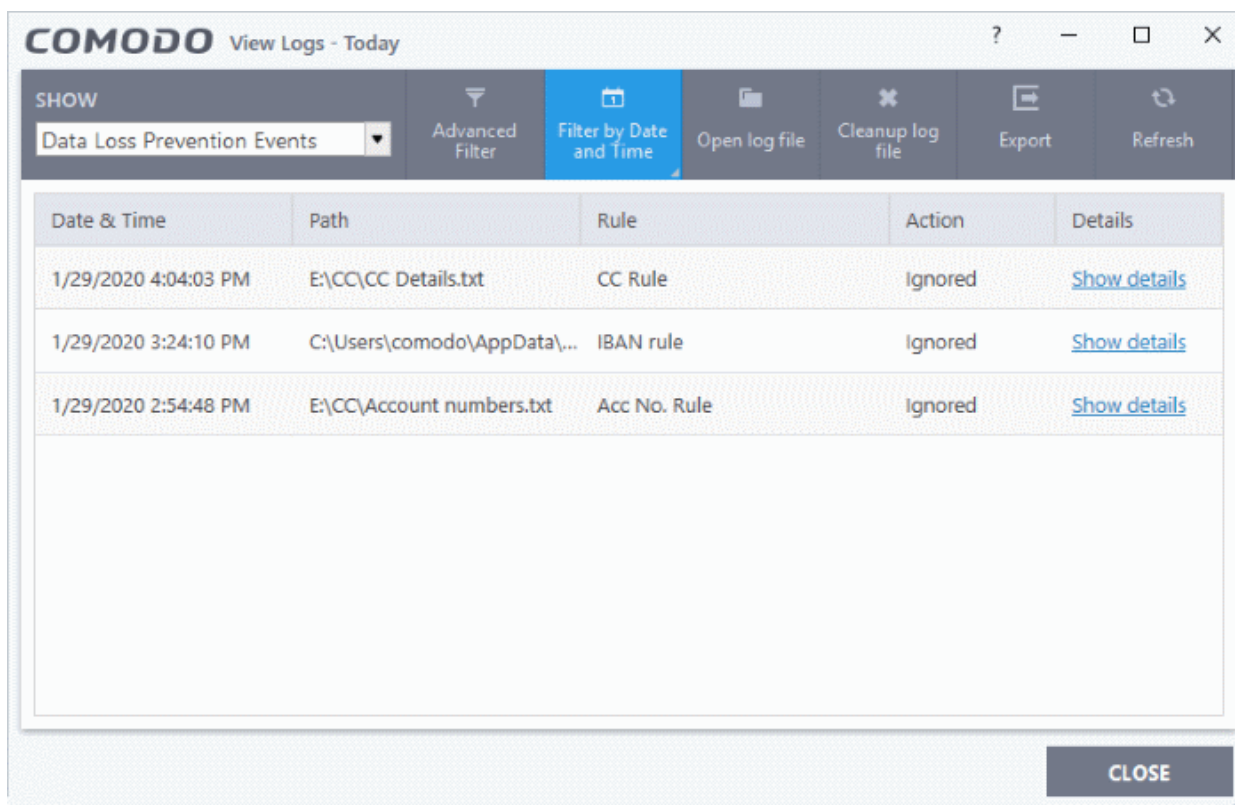 COMODO View Logs - Today ?
SHOW
Data Loss Prevention Events
Advanced
Filter
1
Filter by Date
and Time
Open log file
Cleanup log
file
Export
Refresh
Date & Time Path Rule Action Details
1/29/2020 4:04:03 PM E:\CC\CC Details.txt CC Rule Ignored Show details
1/29/2020 3:24:10 PM C:\Users\comodo\AppData\... IBAN rule Ignored Show details
1/29/2020 2:54:48 PM E:\CC\Account numbers.txt Acc No. Rule Ignored Show details
CLOSE